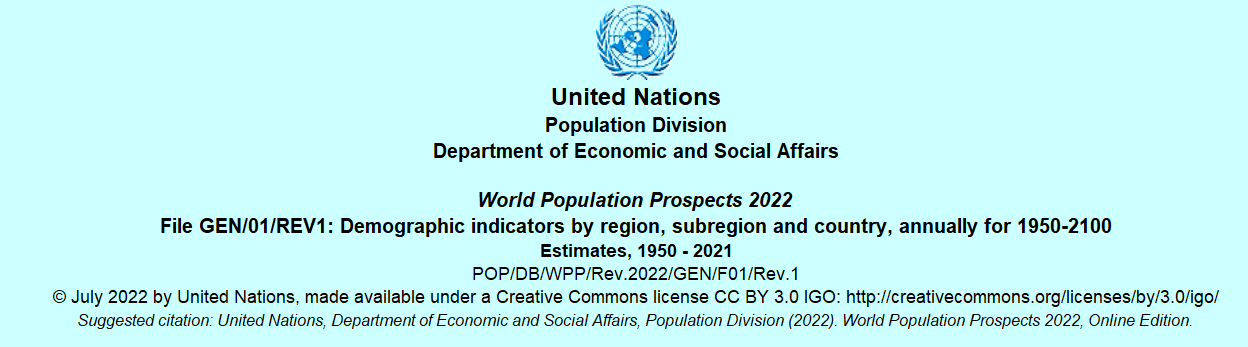 United Nations
Population Division
Department of Economic and Social Affairs
World Population Prospects 2022
File GEN/01/REV1: Demographic indicators by region, subregion and country, annually for 1950-2100
Estimates, 1950 - 2021
POP/DB/WPP/Rev.2022/GEN/F01/Rev.1
© July 2022 by United Nations, made available under a Creative Commons license CC BY 3.0 IGO: http://creativecommons.org/licenses/by/3.0/igo/
Suggested citation: United Nations, Department of Economic and Social Affairs, Population Division (2022). World Population Prospects 2022, Online Edition.